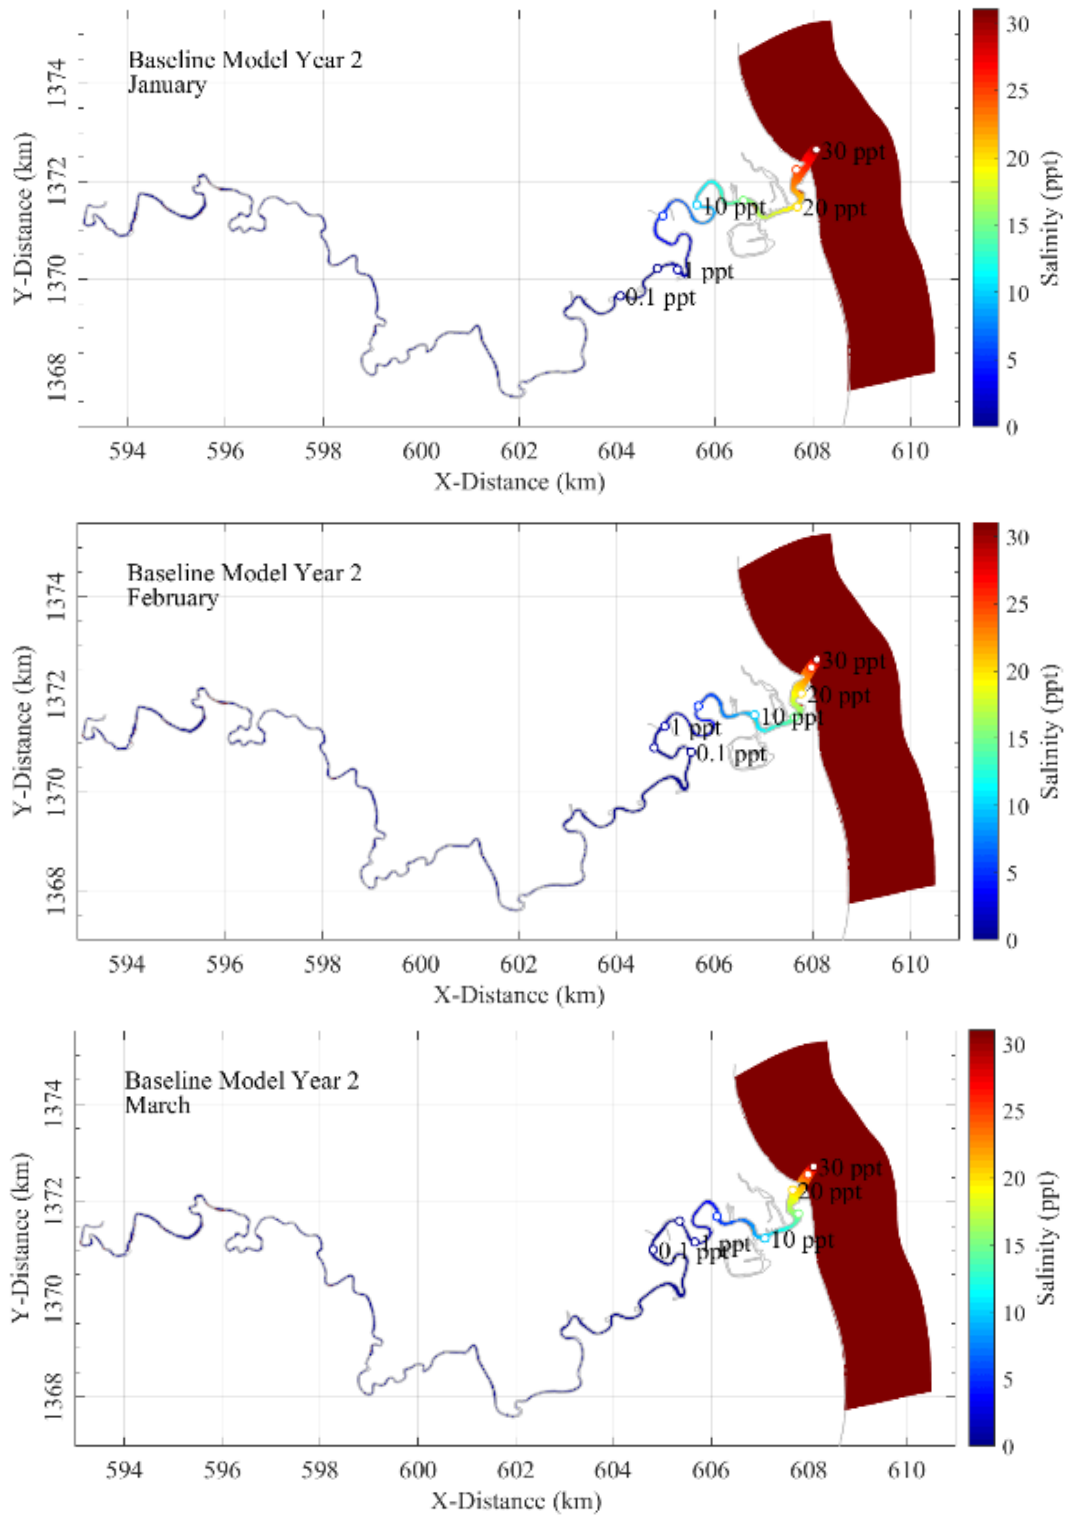 Baseline Model Year 2
January
1374
1372
1370
1368
Y-Distance (km)
30 ppt
20 ppt
10 ppt
1 ppt
0.1 ppt
594 596 598 600 602 604 606 608 610
X-Distance (km)
30
25
20
15
10
5
0
Salinity (ppt)
Baseline Model Year 2
February
1374
1372
1370
1368
Y-Distance (km)
30 ppt
20 ppt
10 ppt
1 ppt
0.1 ppt
594 596 598 600 602 604 606 608 610
X-Distance (km)
30
25
20
15
10
5
0
Salinity (ppt)
Baseline Model Year 2
March
1374
1372
1370
1368
Y-Distance (km)
30 ppt
20 ppt
10 ppt
1 ppt
0.1 ppt
594 596 598 600 602 604 606 608 610
X-Distance (km)
30
25
20
15
10
5
0
Salinity (ppt)